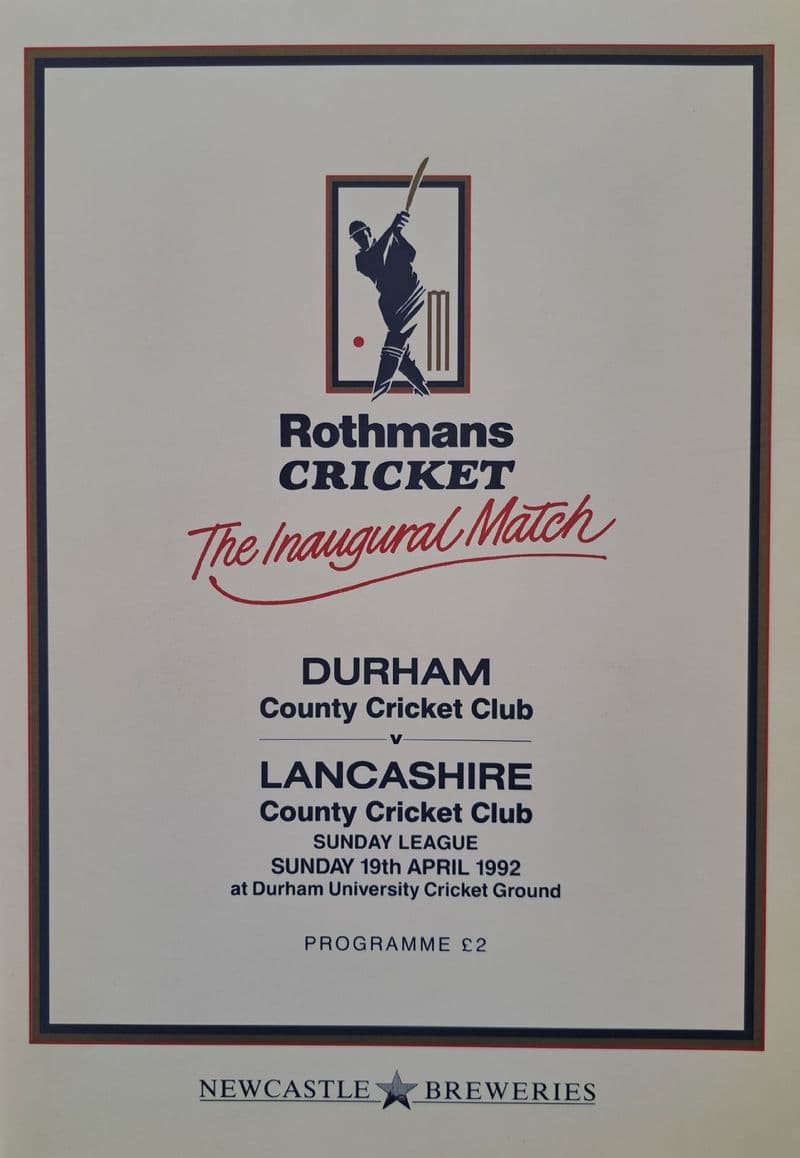 Rothmans
CRICKET
The Inaugural Match
DURHAM
County Cricket Club
v
LANCASHIRE
County Cricket Club
SUNDAY LEAGUE
SUNDAY 19th APRIL 1992
at Durham University Cricket Ground
PROGRAMME £2
NEWCASTLE BREWERIES